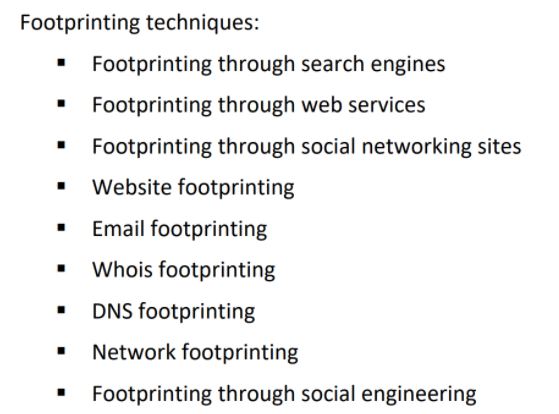 Footprinting techniques:
▪ Footprinting through search engines
▪ Footprinting through web services
▪ Footprinting through social networking sites
▪ Website footprinting
▪ Email footprinting
▪ Whois footprinting
▪ DNS footprinting
▪ Network footprinting
▪ Footprinting through social engineering